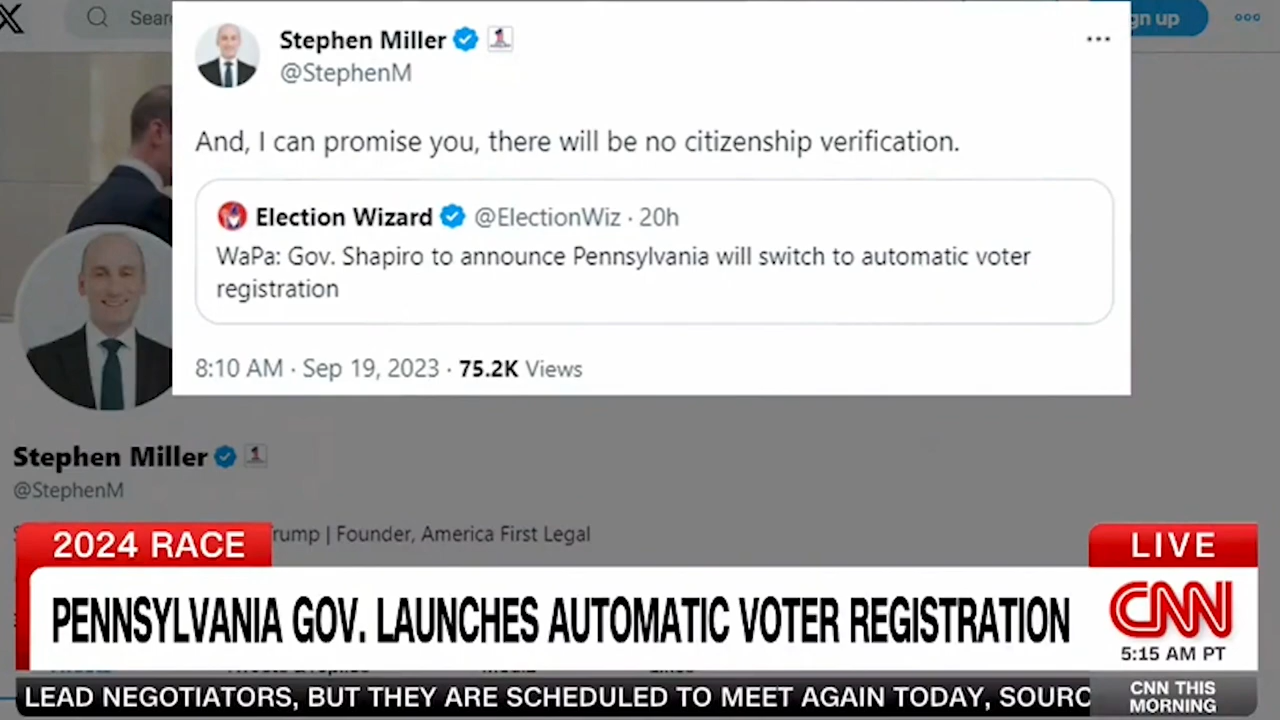 X
Sear
gn up
Stephen Miller
@StephenM
And, I can promise you, there will be no citizenship verification.
Election Wizard @ElectionWiz · 20h
WaPa: Gov. Shapiro to announce Pennsylvania will switch to automatic voter
registration
8:10 AM · Sep 19, 2023 · 75.2K Views
Stephen Miller
@StephenM
rump | Founder, America First Legal
2024 RACE
LIVE
PENNSYLVANIA GOV. LAUNCHES AUTOMATIC VOTER REGISTRATION
CNN
5:15 AM PT
LEAD NEGOTIATORS, BUT THEY ARE SCHEDULED TO MEET AGAIN TODAY, SOURC
CNN THIS
MORNING